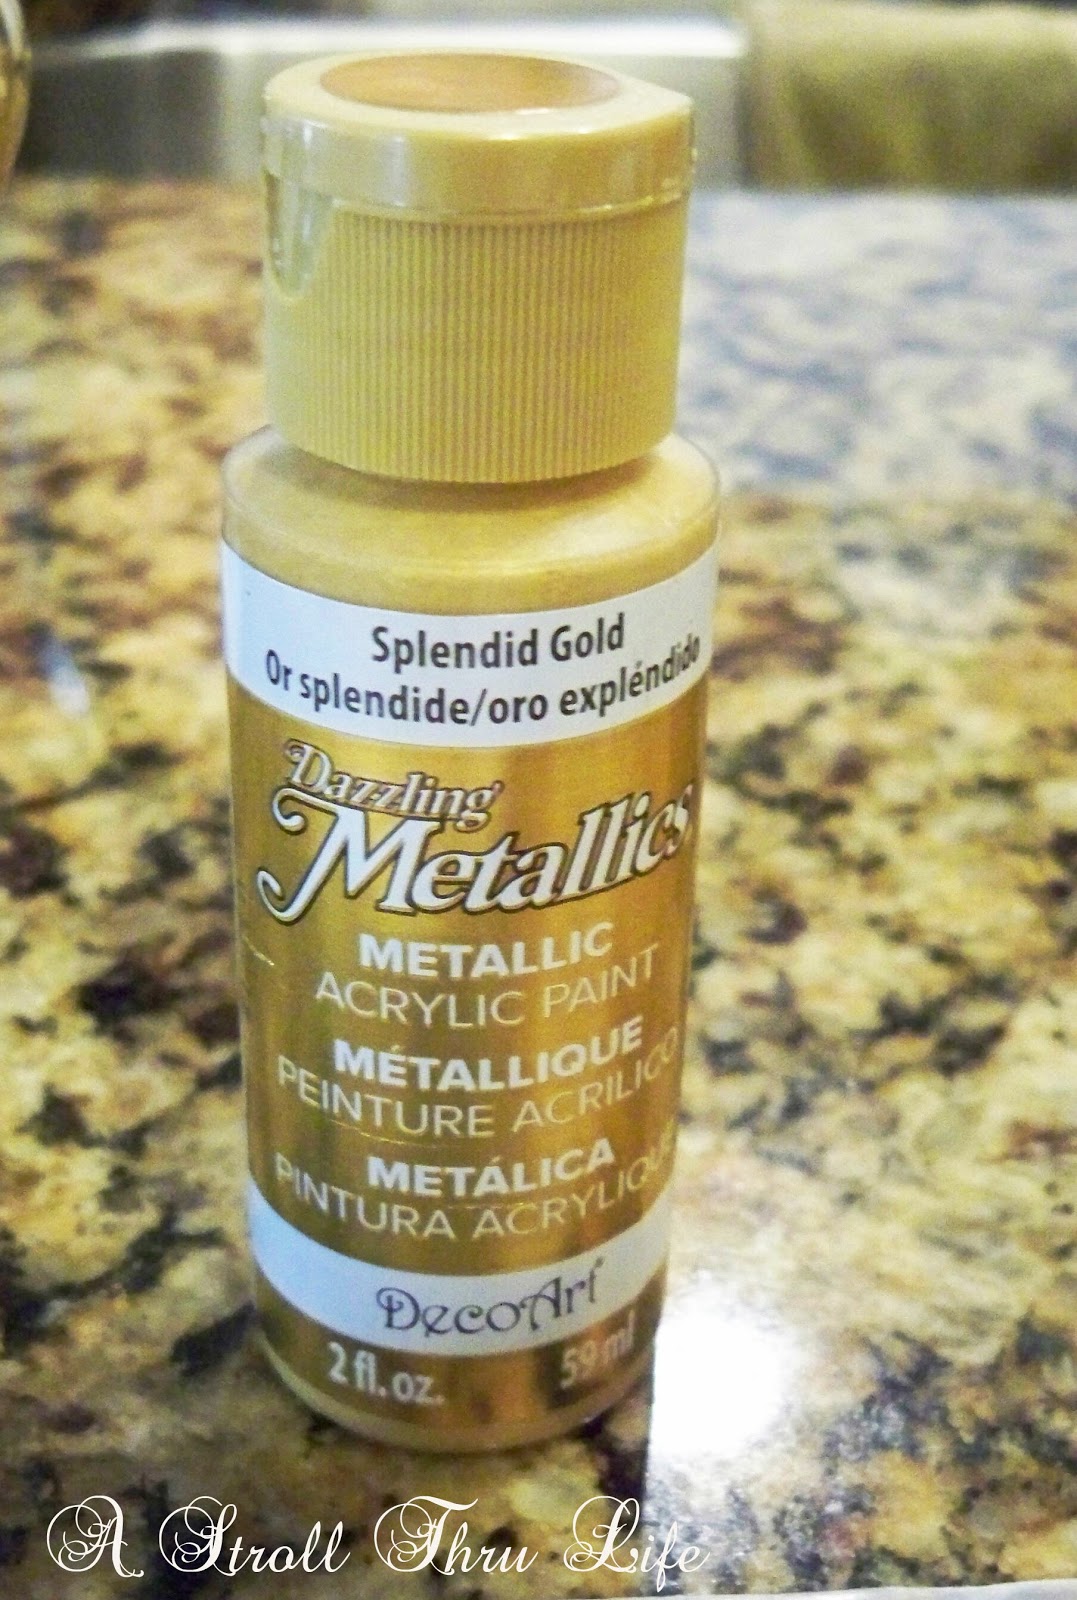 Splendid Gold
Or splendide/oro expléndido
Dazzling
Metallics
METALLIC
ACRYLIC PAINT
MÉTALLIQUE
PEINTURE ACRILICO
METÁLICA
PINTURA ACRYLIQUE
DecoArt
2 fl. oz. 59 ml
A Stroll Thru Life